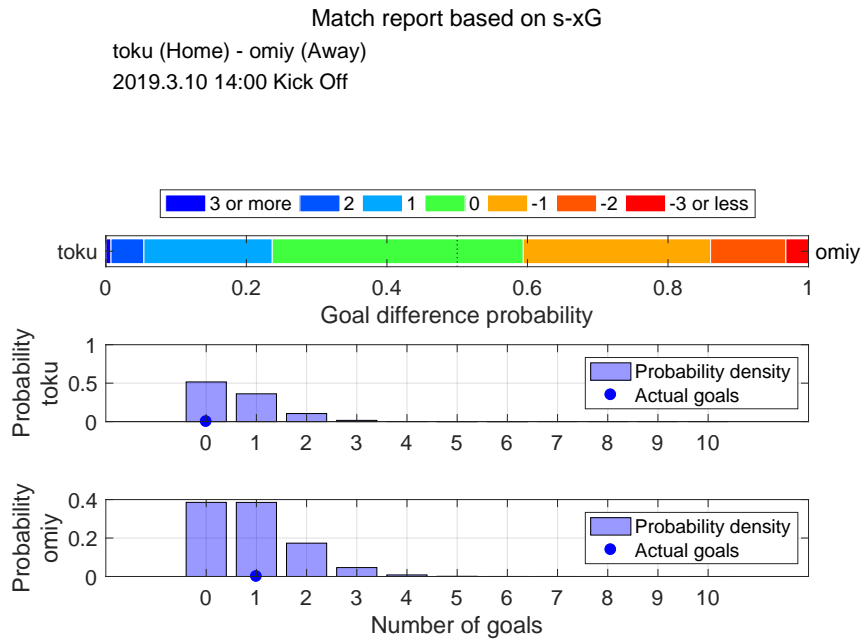 Match report based on s-xG
toku (Home) - omiy (Away)
2019.3.10 14:00 Kick Off
3 or more 2 1 0 -1 -2 -3 or less
toku omiy
0 0.2 0.4 0.6 0.8 1
Goal difference probability
Probability
toku
1
0.5
0
Probability density
Actual goals
0 1 2 3 4 5 6 7 8 9 10
Probability
omiy
0.4
0.2
0
Probability density
Actual goals
0 1 2 3 4 5 6 7 8 9 10
Number of goals